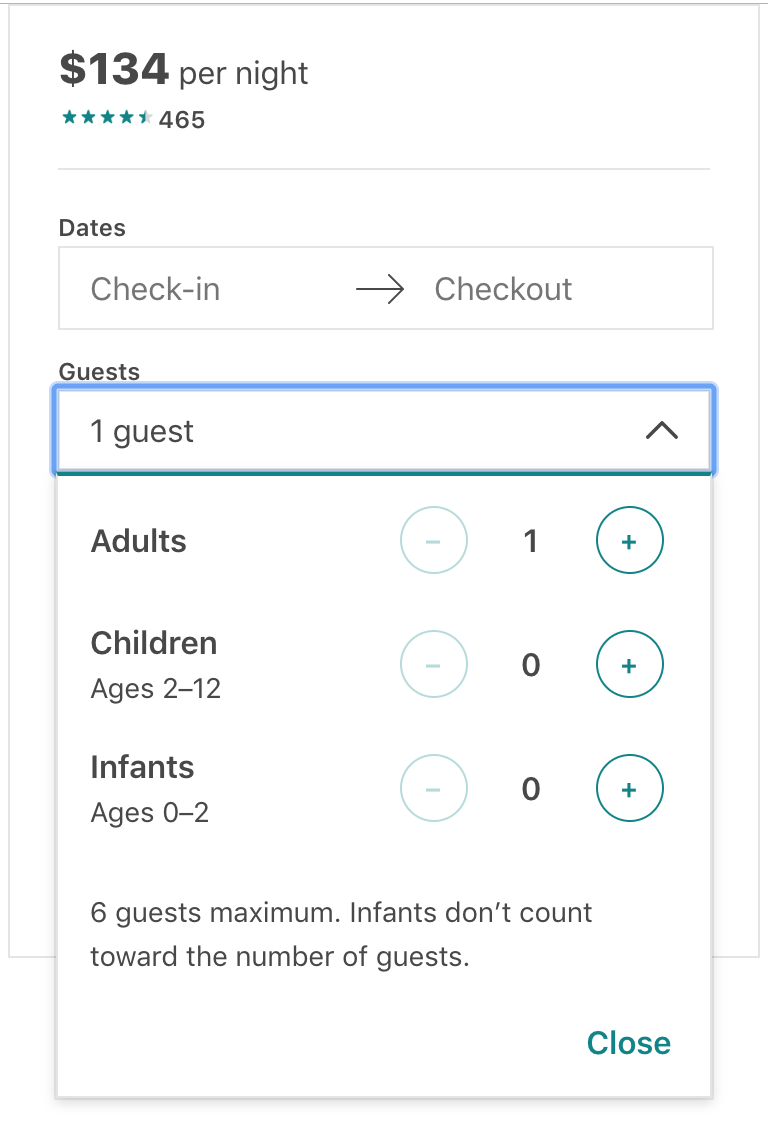 $134 per night
465
Dates
Check-in → Checkout
Guests
1 guest
Adults − 1 +
Children
Ages 2–12
− 0 +
Infants
Ages 0–2
− 0 +
6 guests maximum. Infants don’t count
toward the number of guests.
Close